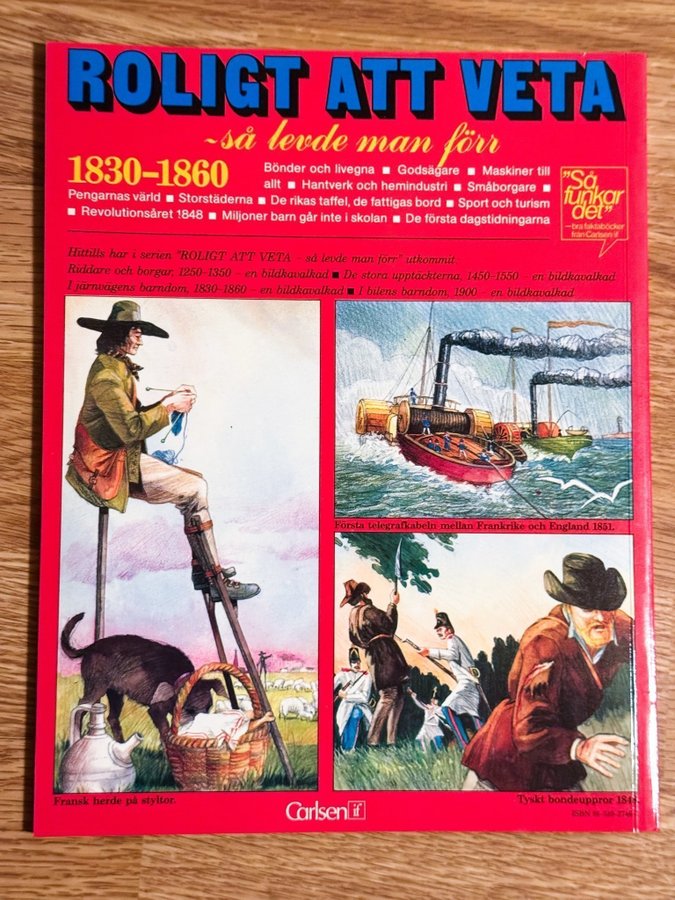 ROLIGT ATT VETA
~så levde man förr
1830-1860
Bönder och livegna ■ Godsägare ■ Maskiner till
allt ■ Hantverk och hemindustri ■ Småborgare ■
Pengarnas värld ■ Storstäderna ■ De rikas taffel, de fattigas bord ■ Sport och turism
■ Revolutionsåret 1848 ■ Miljoner barn går inte i skolan ■ De första dagstidningarna
"Så
funkar
det"
—bra faktaböcker
från Carlsen if
Hittills har i serien "ROLIGT ATT VETA – så levde man förr" utkommit:
Riddare och borgar, 1250-1350 – en bildkavalkad ■ De stora upptäckterna, 1450-1550 – en bildkavalkad
I järnvägens barndom, 1830-1860 – en bildkavalkad ■ I bilens barndom, 1900 – en bildkavalkad
Första telegrafkabeln mellan Frankrike och England 1851.
Fransk herde på styltor.
Tyskt bondeuppror 1848.
Carlsen if
ISBN